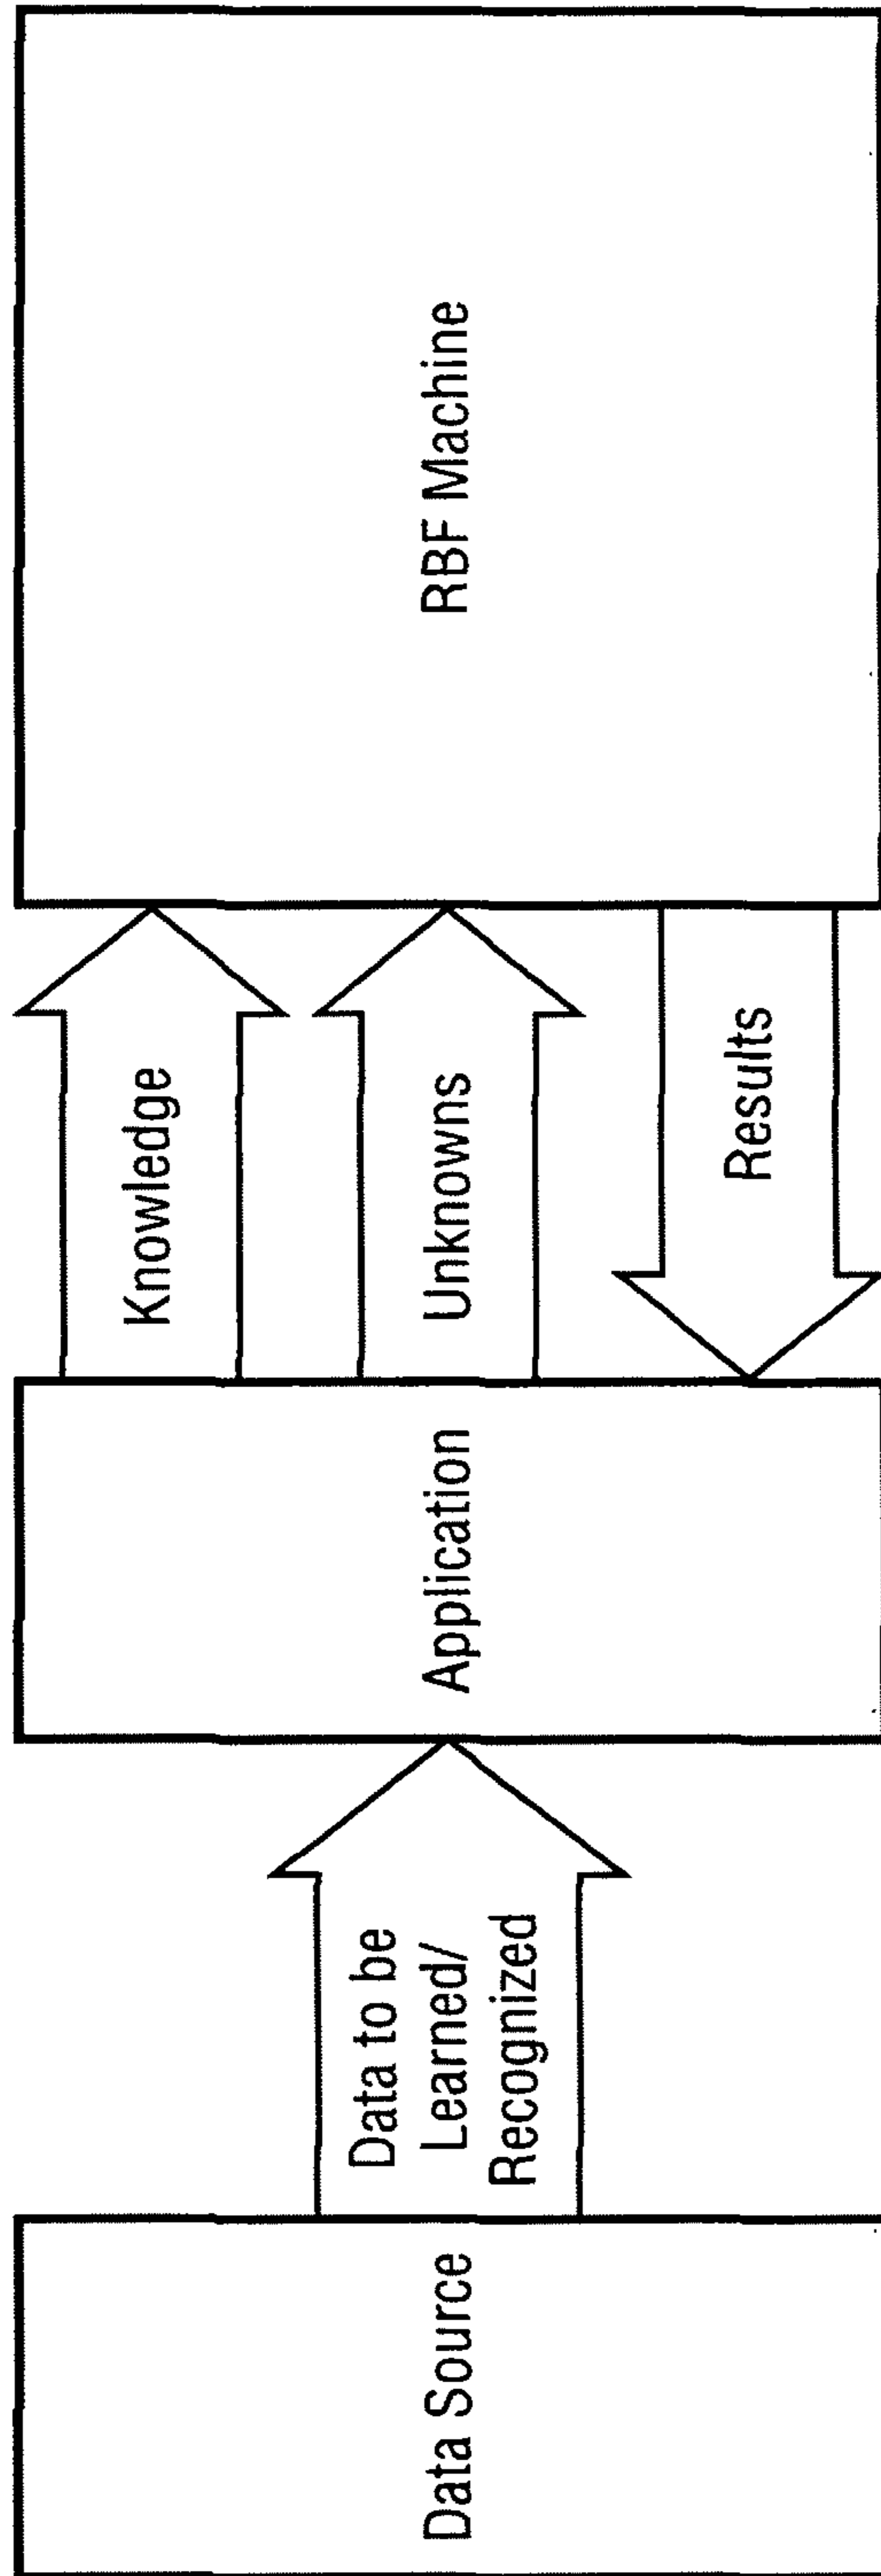 Data Source
Data to be
Learned/
Recognized
Application
Knowledge
Unknowns
Results
RBF Machine